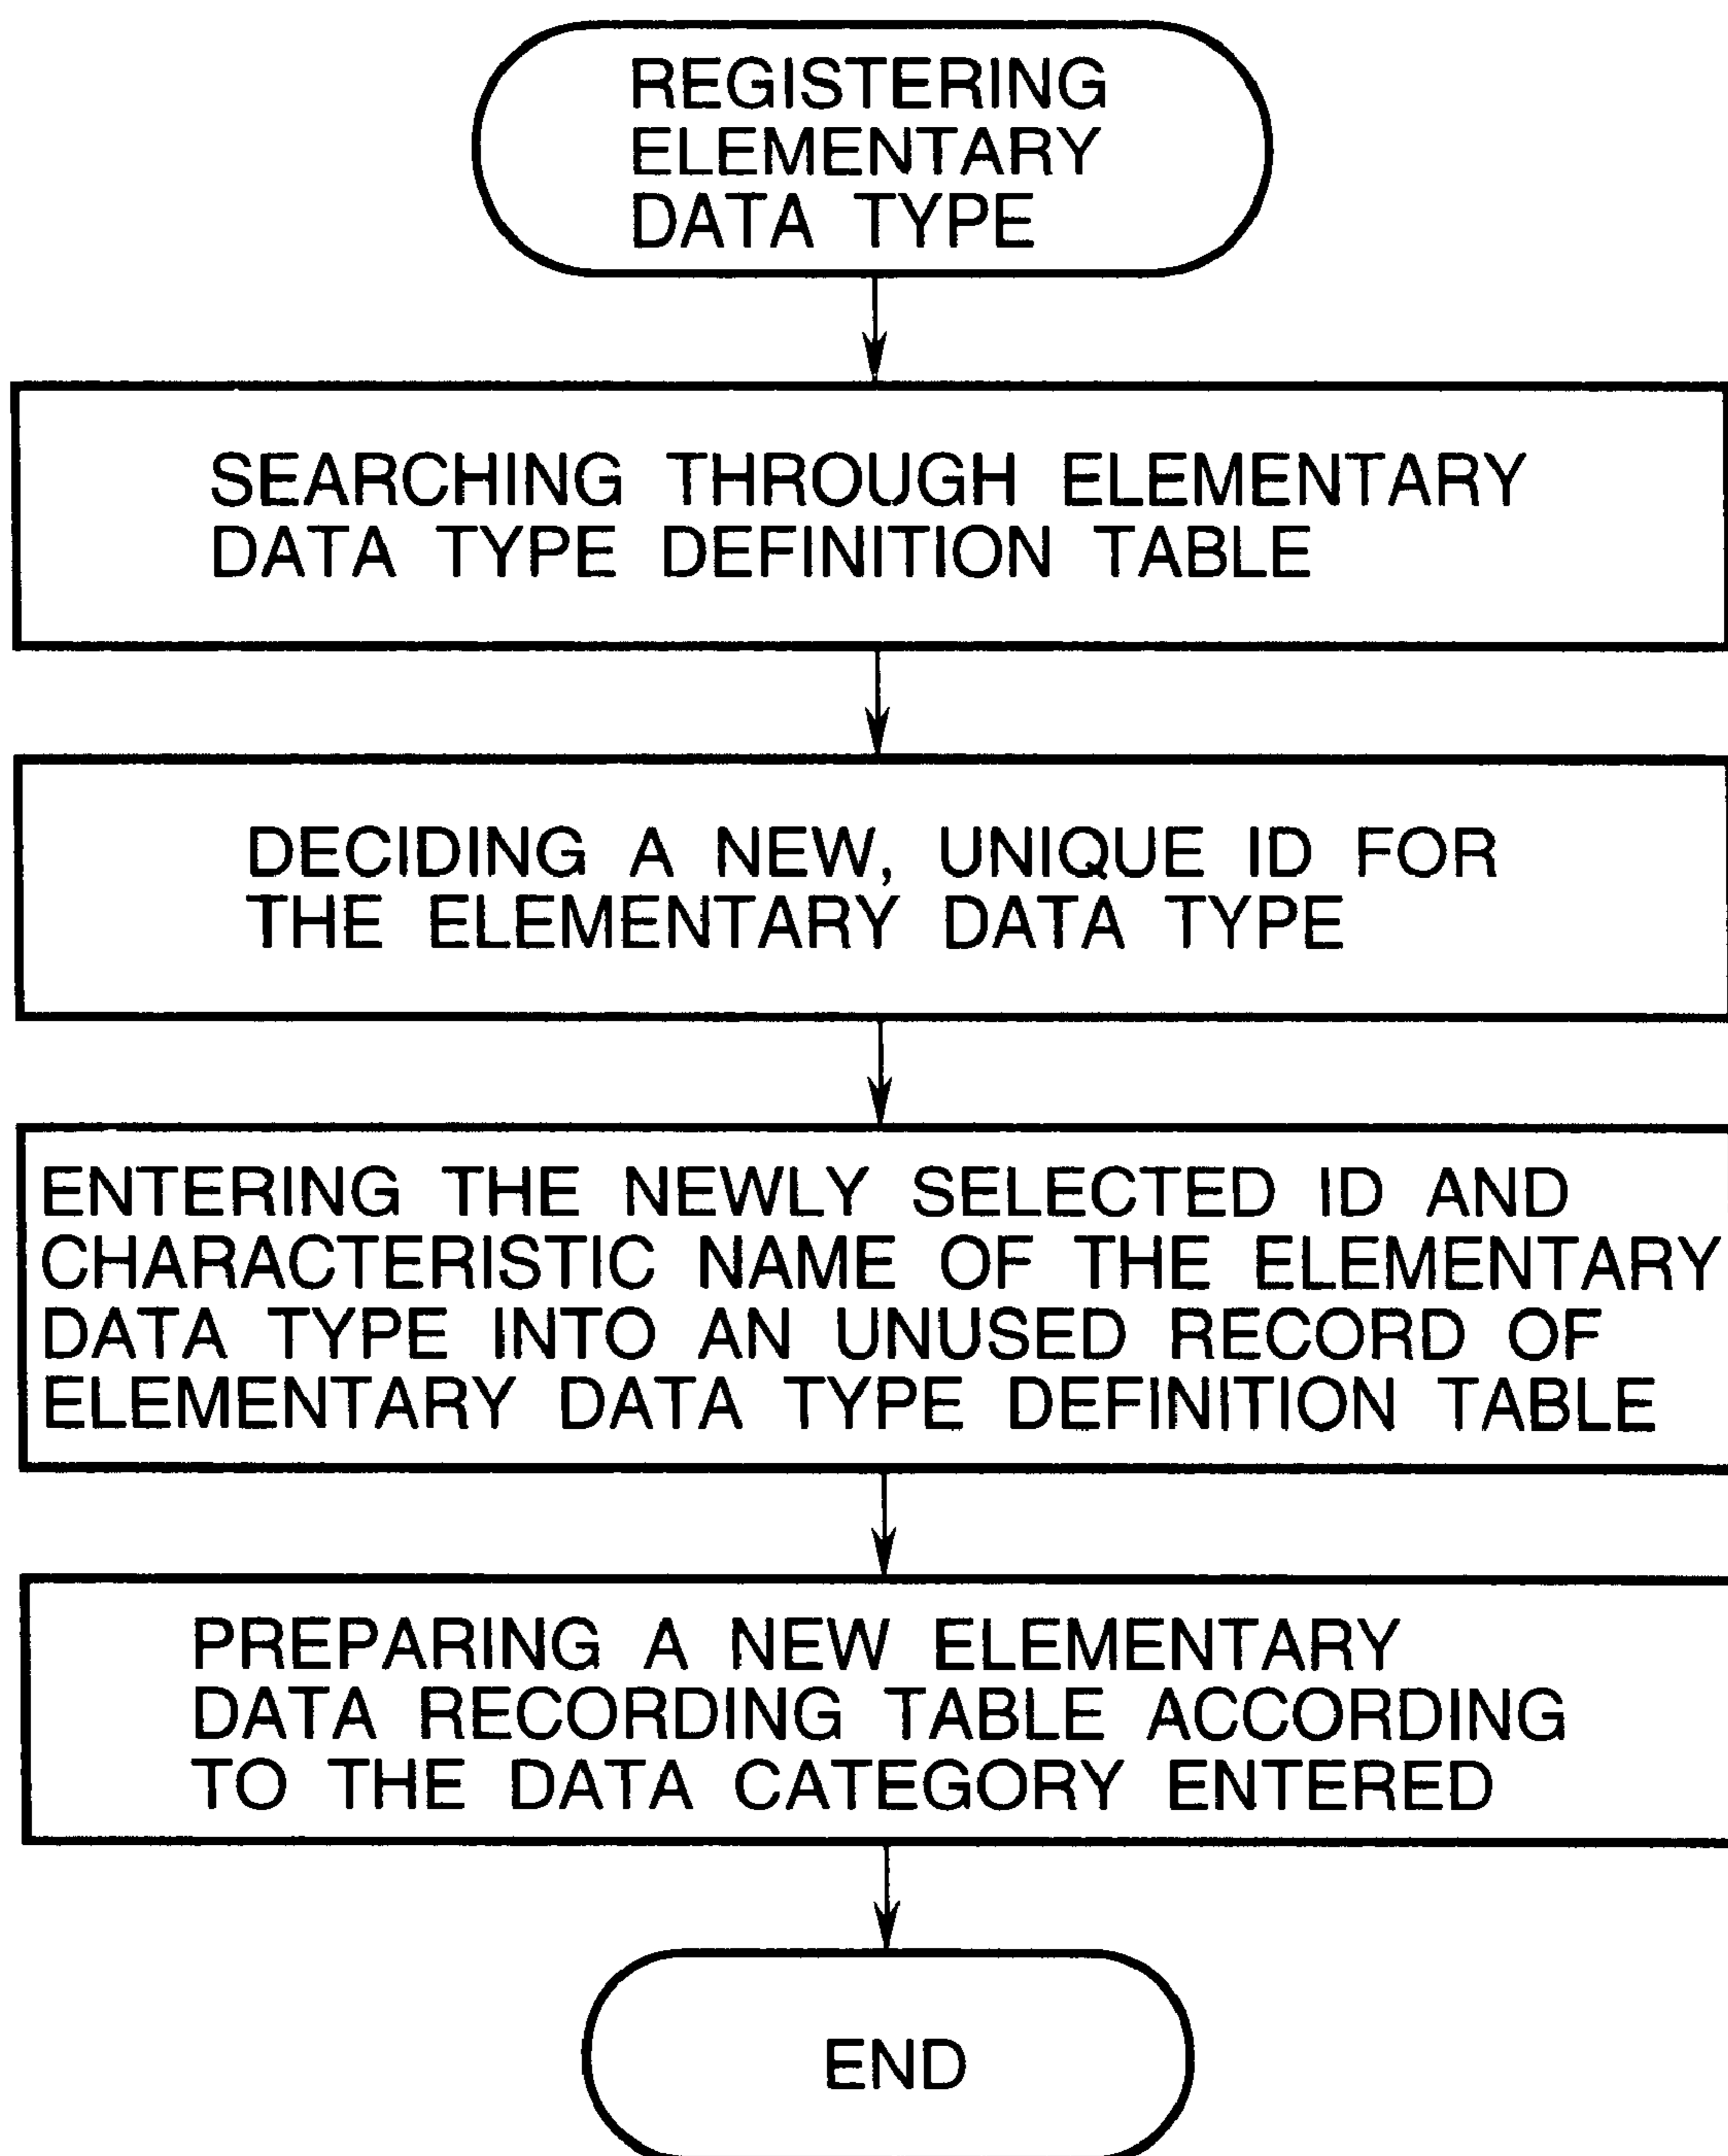 REGISTERING
ELEMENTARY
DATA TYPE
SEARCHING THROUGH ELEMENTARY
DATA TYPE DEFINITION TABLE
DECIDING A NEW, UNIQUE ID FOR
THE ELEMENTARY DATA TYPE
ENTERING THE NEWLY SELECTED ID AND
CHARACTERISTIC NAME OF THE ELEMENTARY
DATA TYPE INTO AN UNUSED RECORD OF
ELEMENTARY DATA TYPE DEFINITION TABLE
PREPARING A NEW ELEMENTARY
DATA RECORDING TABLE ACCORDING
TO THE DATA CATEGORY ENTERED
END